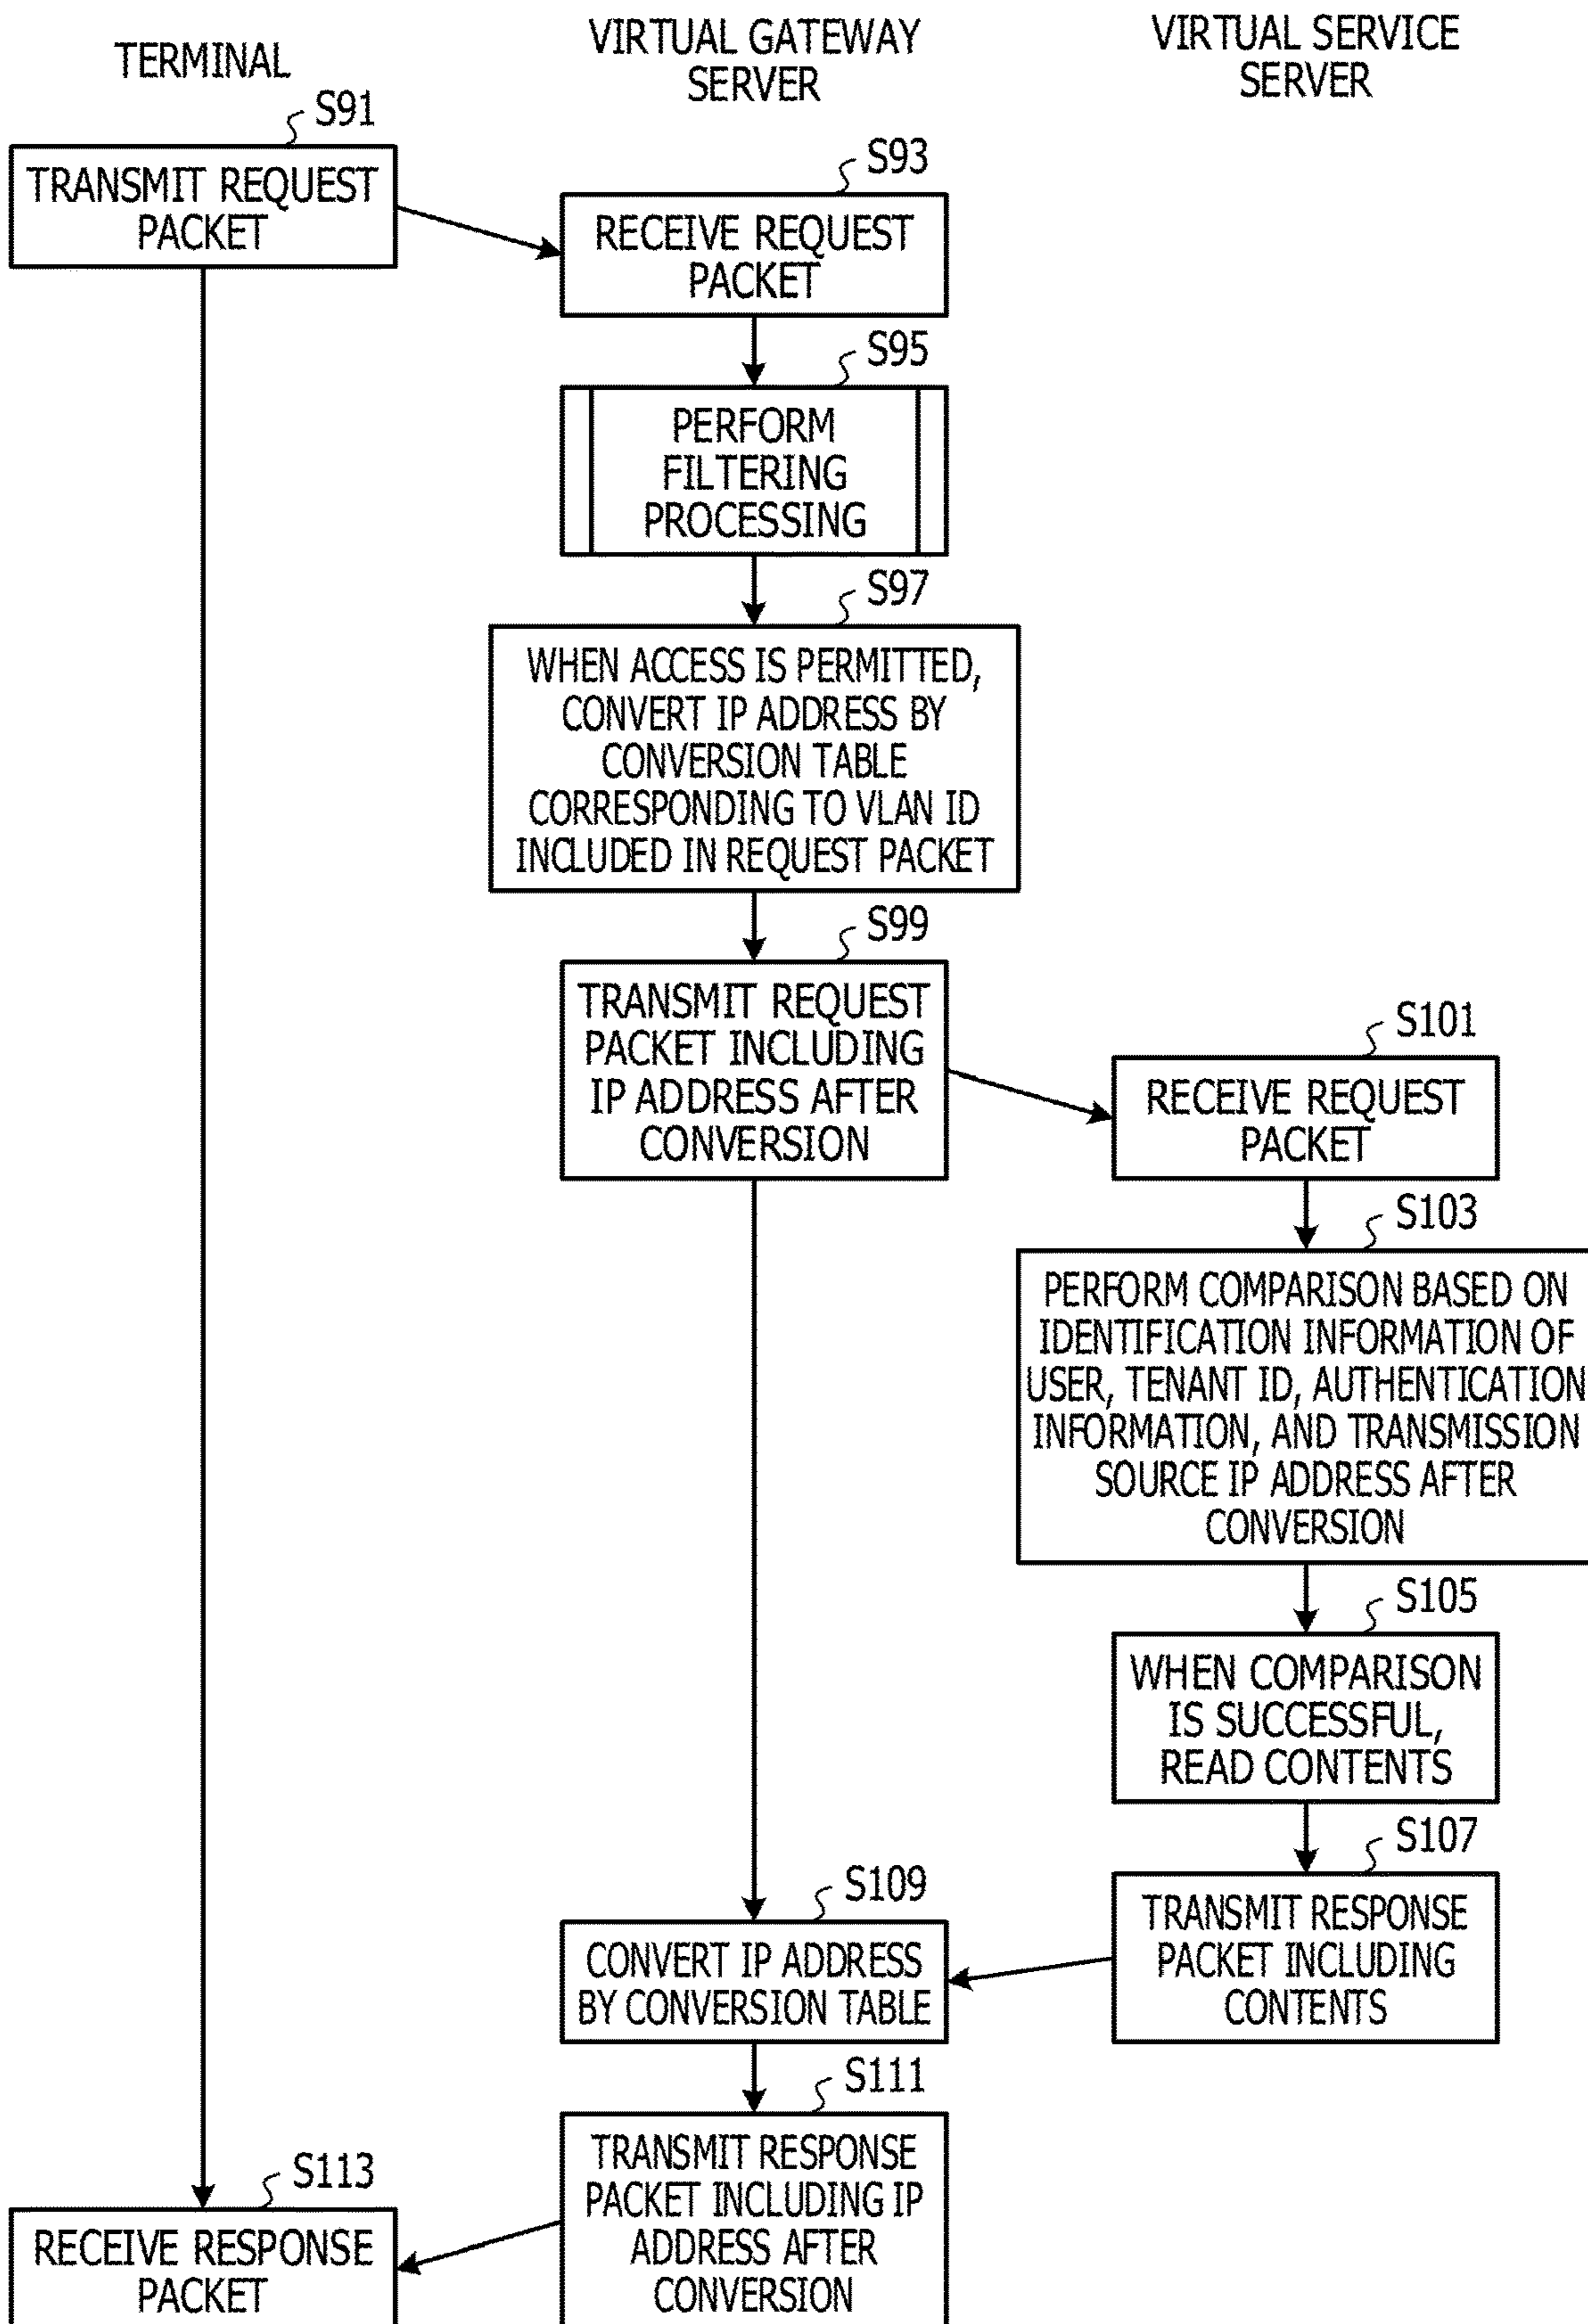 TERMINAL
VIRTUAL GATEWAY
SERVER
VIRTUAL SERVICE
SERVER
S91
TRANSMIT REQUEST
PACKET
S93
RECEIVE REQUEST
PACKET
S95
PERFORM
FILTERING
PROCESSING
S97
WHEN ACCESS IS PERMITTED,
CONVERT IP ADDRESS BY
CONVERSION TABLE
CORRESPONDING TO VLAN ID
INCLUDED IN REQUEST PACKET
S99
TRANSMIT REQUEST
PACKET INCLUDING
IP ADDRESS AFTER
CONVERSION
S101
RECEIVE REQUEST
PACKET
S103
PERFORM COMPARISON BASED ON
IDENTIFICATION INFORMATION OF
USER, TENANT ID, AUTHENTICATION
INFORMATION, AND TRANSMISSION
SOURCE IP ADDRESS AFTER
CONVERSION
S105
WHEN COMPARISON
IS SUCCESSFUL,
READ CONTENTS
S107
TRANSMIT RESPONSE
PACKET INCLUDING
CONTENTS
S109
CONVERT IP ADDRESS
BY CONVERSION TABLE
S111
TRANSMIT RESPONSE
PACKET INCLUDING IP
ADDRESS AFTER
CONVERSION
S113
RECEIVE RESPONSE
PACKET